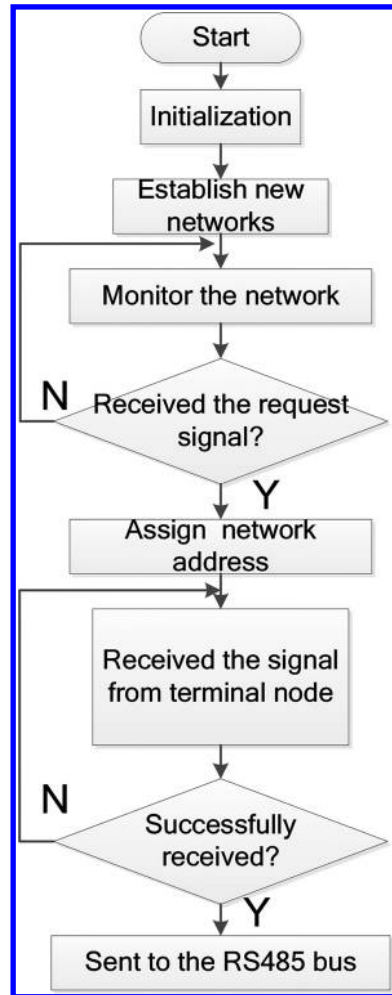 Start
Initialization
Establish new
networks
Monitor the network
Received the request
signal?
N
Y
Assign network
address
Received the signal
from terminal node
Successfully
received?
N
Y
Sent to the RS485 bus